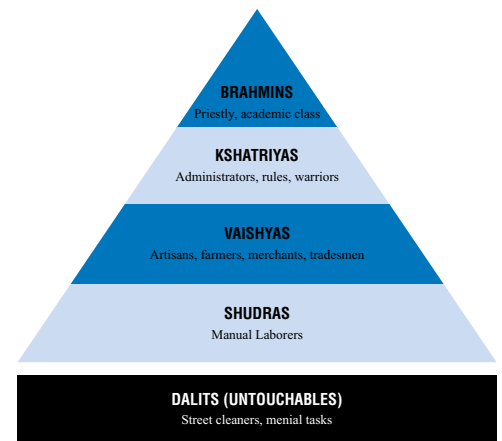 BRAHMINS
Priestly, academic class
KSHATRIYAS
Administrators, rules, warriors
VAISHYAS
Artisans, farmers, merchants, tradesmen
SHUDRAS
Manual Laborers
DALITS (UNTOUCHABLES)
Street cleaners, menial tasks